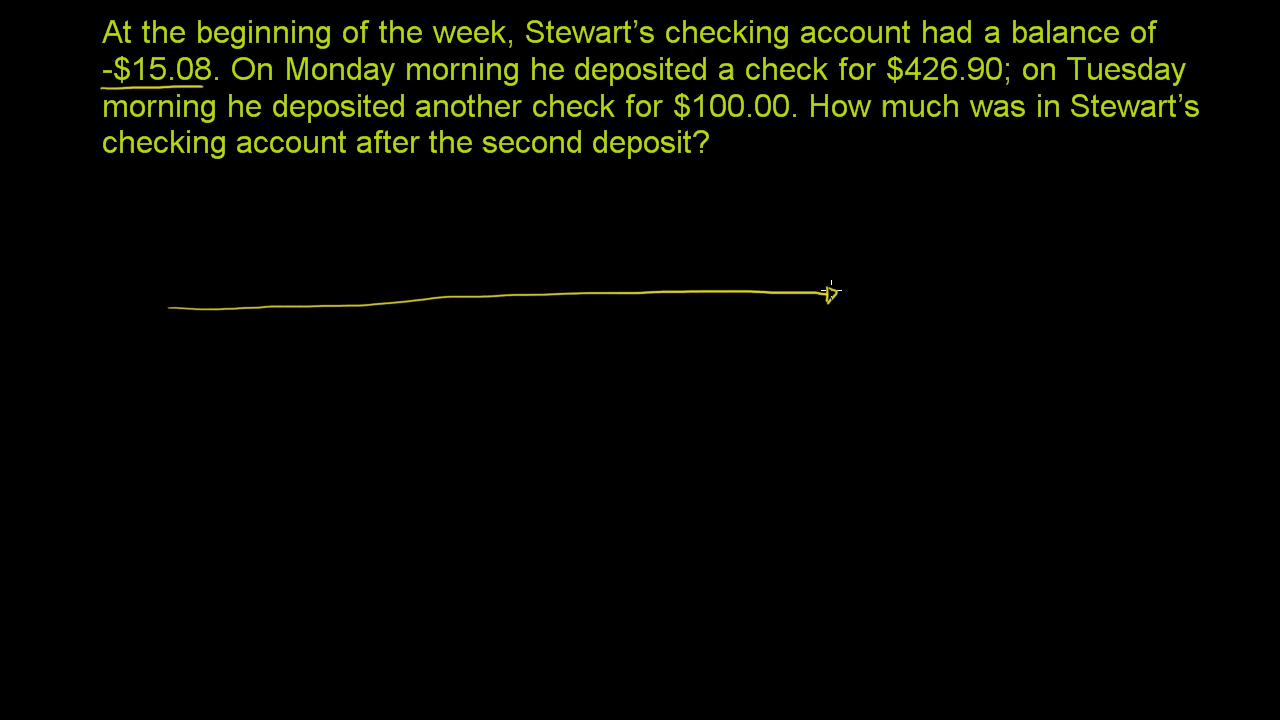 At the beginning of the week, Stewart’s checking account had a balance of
-$15.08. On Monday morning he deposited a check for $426.90; on Tuesday
morning he deposited another check for $100.00. How much was in Stewart’s
checking account after the second deposit?